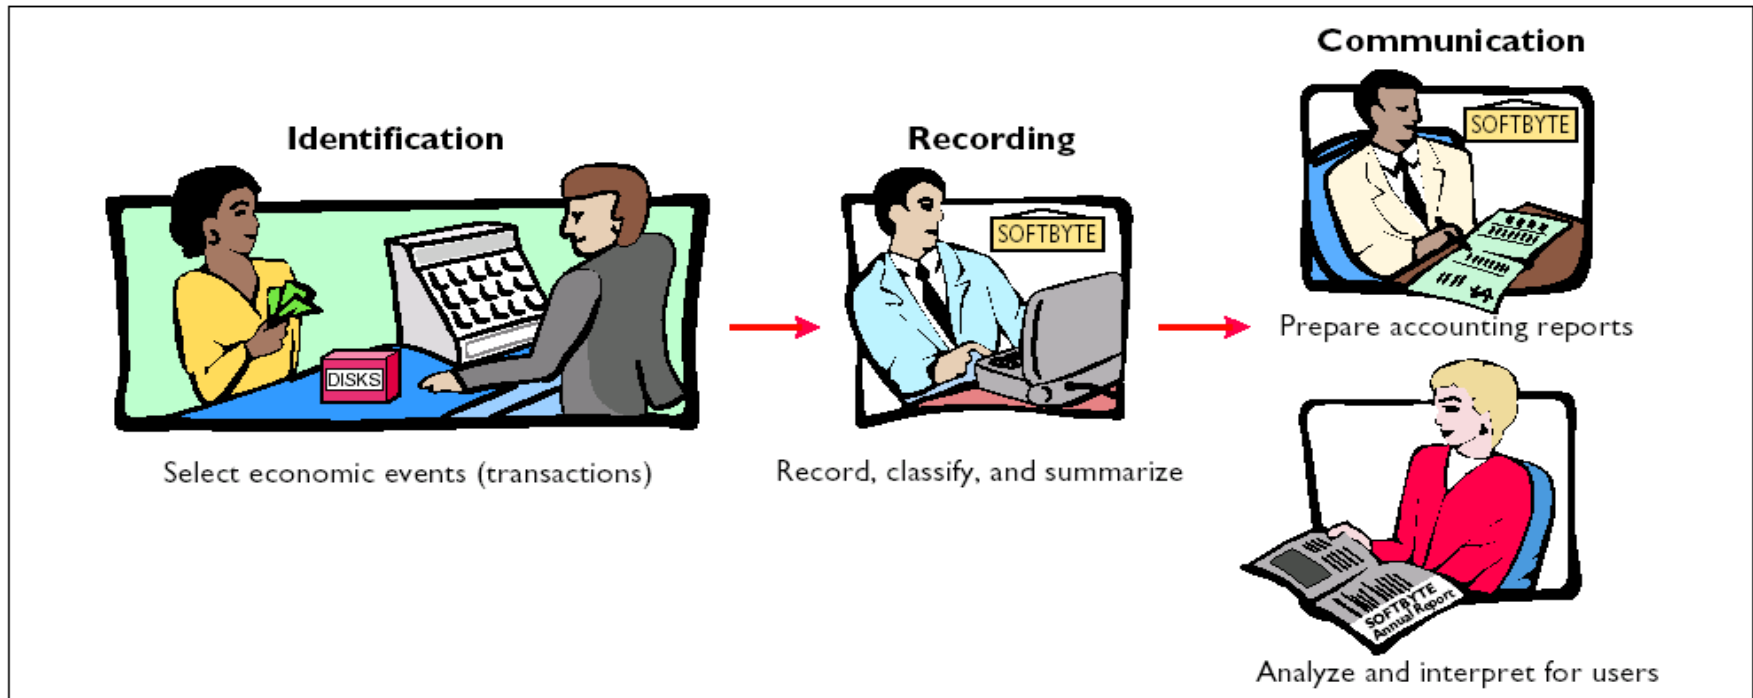 Identification
DISKS
Select economic events (transactions)
Recording
SOFTBYTE
Record, classify, and summarize
Communication
SOFTBYTE
Prepare accounting reports
SOFTBYTE
Annual Report
Analyze and interpret for users